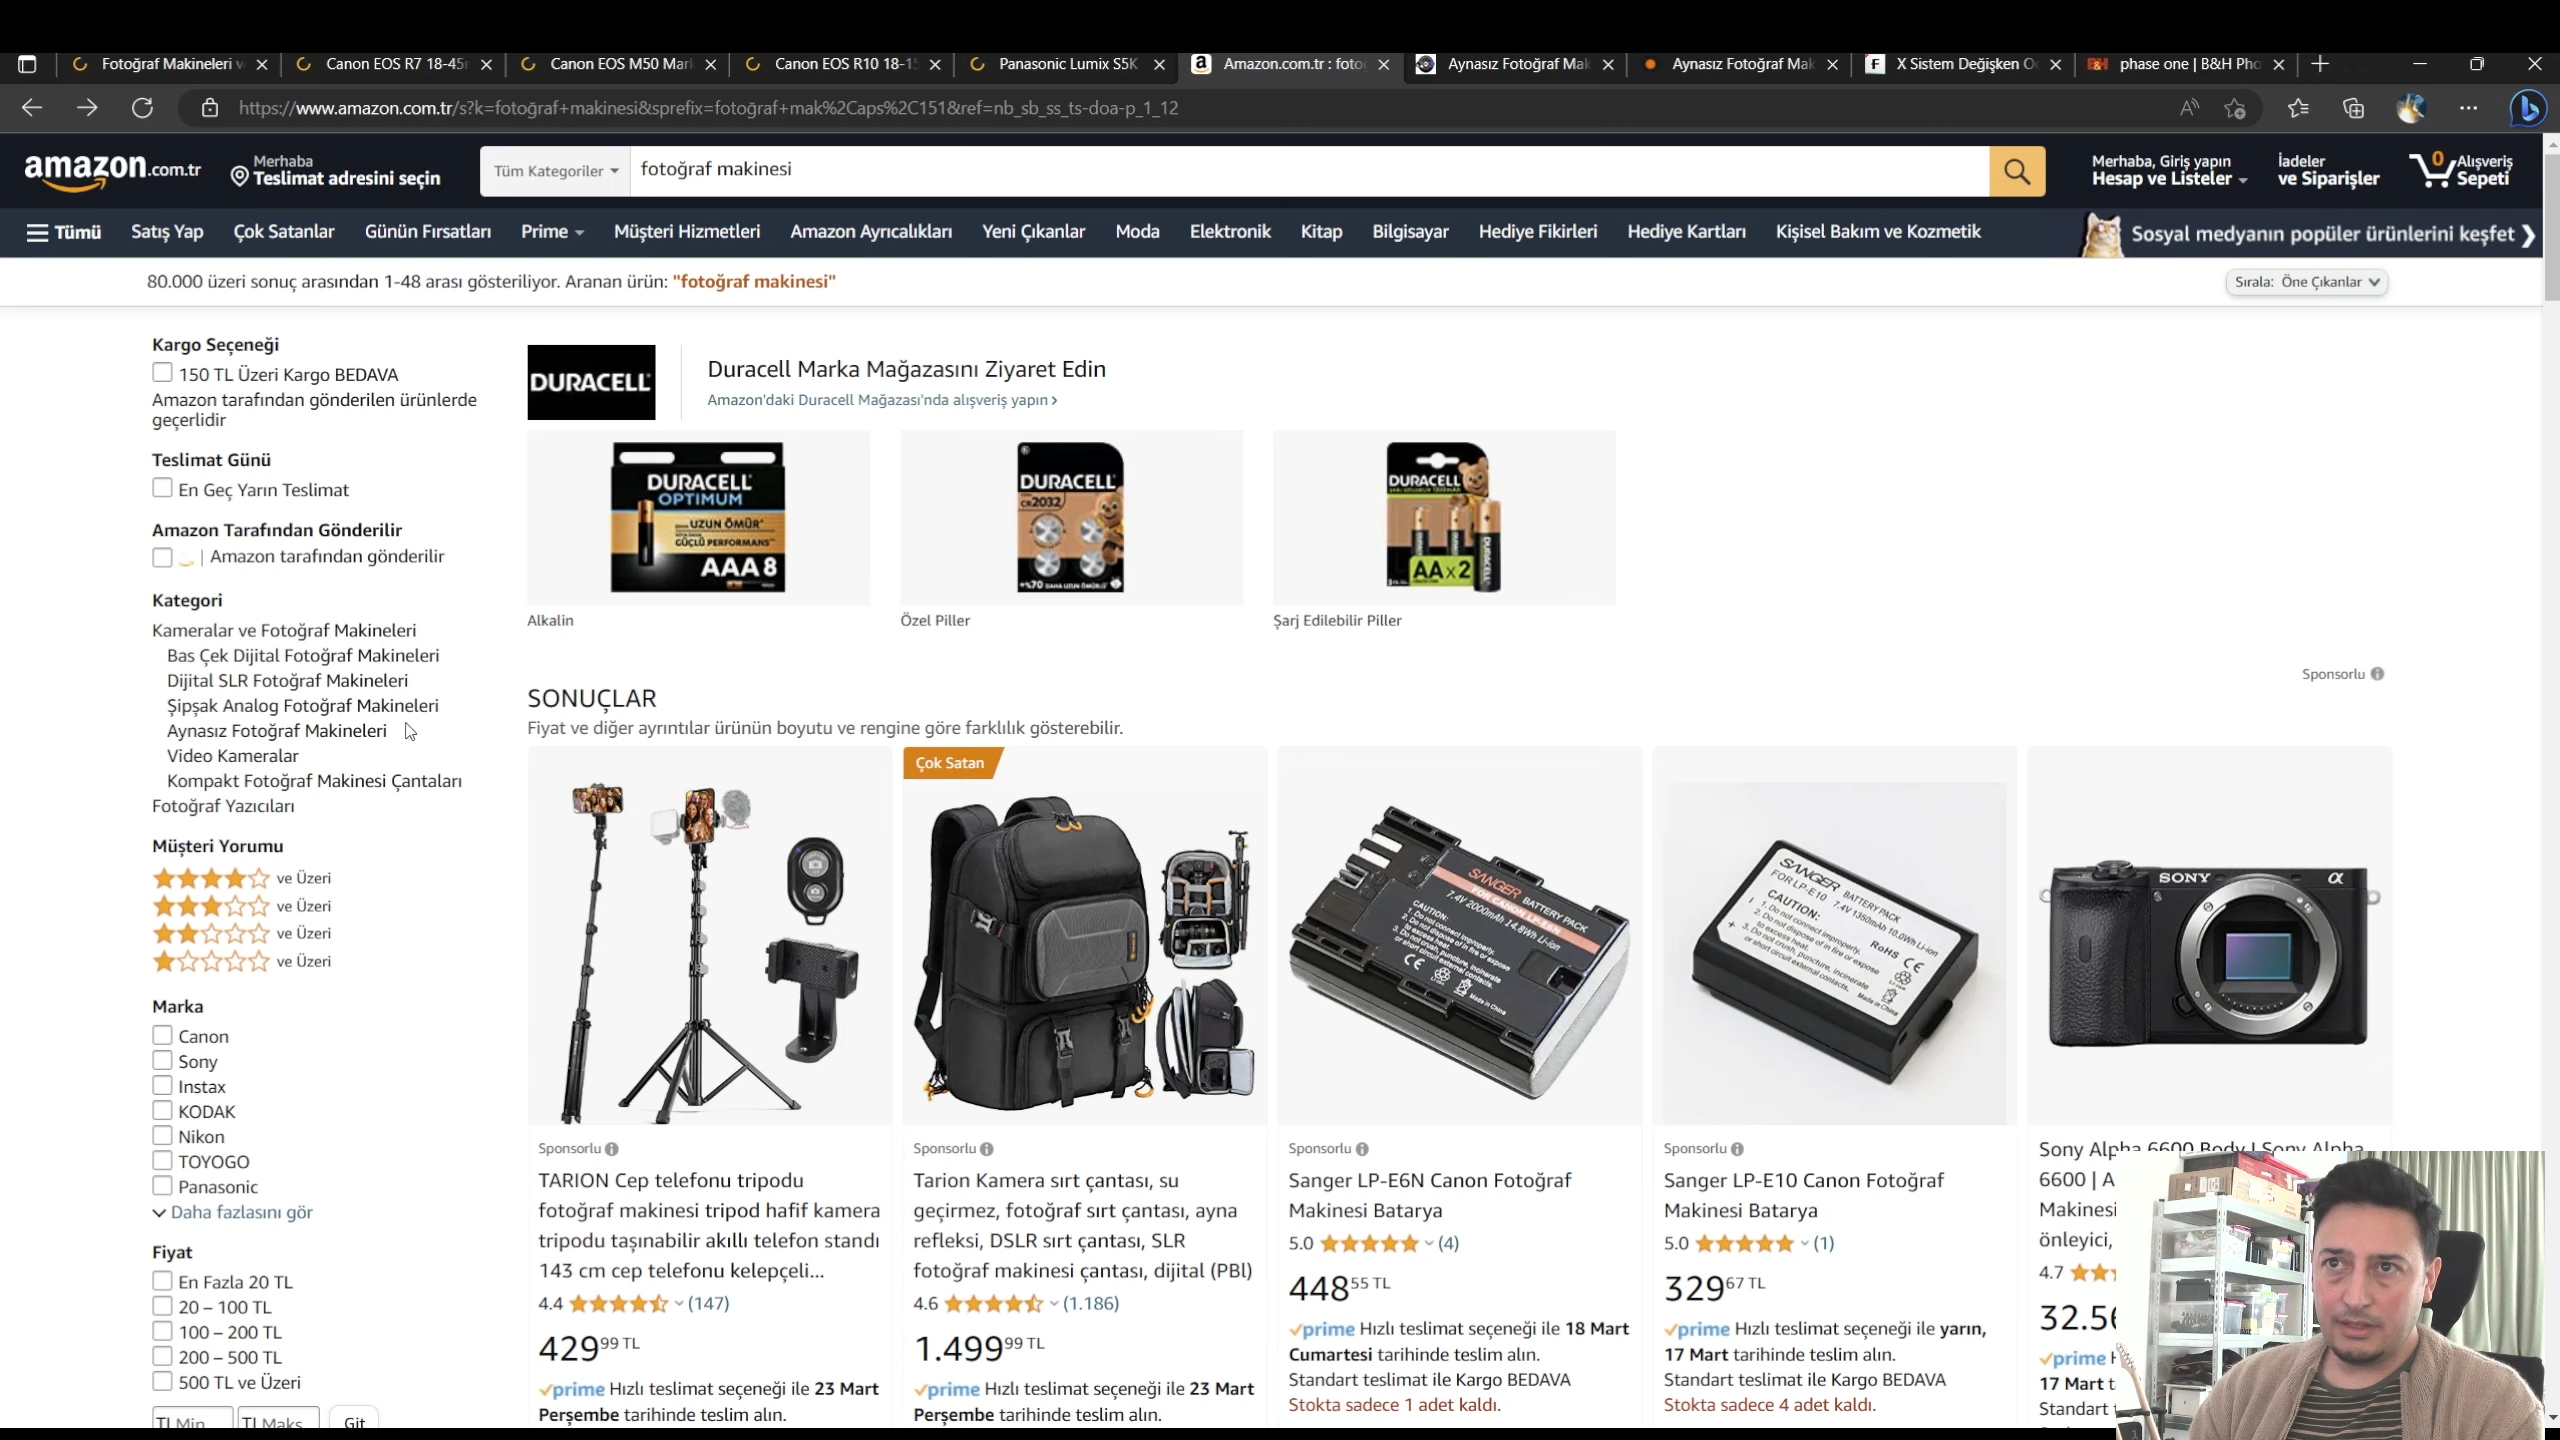 Fotoğraf Makineleri v
Canon EOS R7 18-45
Canon EOS M50 Mar
Canon EOS R10 18-1
Panasonic Lumix S5K
Amazon.com.tr : foto
Aynasız Fotoğraf Mak
Aynasız Fotoğraf Mak
X Sistem Değişken O
phase one | B&H Pho
https://www.amazon.com.tr/s?k=fotoğraf+makinesi&sprefix=fotoğraf+mak%2Caps%2C151&ref=nb_sb_ss_ts-doa-p_1_12
amazon.com.tr
Merhaba
Teslimat adresini seçin
Tüm Kategoriler
fotoğraf makinesi
Merhaba, Giriş yapın
Hesap ve Listeler
İadeler
ve Siparişler
0
Alışveriş
Sepeti
Tümü
Satış Yap
Çok Satanlar
Günün Fırsatları
Prime
Müşteri Hizmetleri
Amazon Ayrıcalıkları
Yeni Çıkanlar
Moda
Elektronik
Kitap
Bilgisayar
Hediye Fikirleri
Hediye Kartları
Kişisel Bakım ve Kozmetik
Sosyal medyanın popüler ürünlerini keşfet
80.000 üzeri sonuç arasından 1-48 arası gösteriliyor. Aranan ürün: "fotoğraf makinesi"
Sırala: Öne Çıkanlar
Kargo Seçeneği
150 TL Üzeri Kargo BEDAVA
Amazon tarafından gönderilen ürünlerde
geçerlidir
Teslimat Günü
En Geç Yarın Teslimat
Amazon Tarafından Gönderilir
| Amazon tarafından gönderilir
Kategori
Kameralar ve Fotoğraf Makineleri
Bas Çek Dijital Fotoğraf Makineleri
Dijital SLR Fotoğraf Makineleri
Şipşak Analog Fotoğraf Makineleri
Aynasız Fotoğraf Makineleri
Video Kameralar
Kompakt Fotoğraf Makinesi Çantaları
Fotoğraf Yazıcıları
Müşteri Yorumu
ve Üzeri
ve Üzeri
ve Üzeri
ve Üzeri
Marka
Canon
Sony
Instax
KODAK
Nikon
TOYOGO
Panasonic
Daha fazlasını gör
Fiyat
En Fazla 20 TL
20 – 100 TL
100 – 200 TL
200 – 500 TL
500 TL ve Üzeri
TL Min
TL Maks
Git
DURACELL
Duracell Marka Mağazasını Ziyaret Edin
Amazon'daki Duracell Mağazası'nda alışveriş yapın ›
DURACELL
OPTIMUM
UZUN ÖMÜR
GÜÇLÜ PERFORMANS
AAA 8
DURACELL
CR2032
DURACELL
AA x2
Alkalin
Özel Piller
Şarj Edilebilir Piller
Sponsorlu
SONUÇLAR
Fiyat ve diğer ayrıntılar ürünün boyutu ve rengine göre farklılık gösterebilir.
Sponsorlu
TARION Cep telefonu tripodu
fotoğraf makinesi tripod hafif kamera
tripodu taşınabilir akıllı telefon standı
143 cm cep telefonu kelepçeli...
4.4 (147)
429 99 TL
prime Hızlı teslimat seçeneği ile 23 Mart
Perşembe tarihinde teslim alın.
Çok Satan
Sponsorlu
Tarion Kamera sırt çantası, su
geçirmez, fotoğraf sırt çantası, ayna
refleksi, DSLR sırt çantası, SLR
fotoğraf makinesi çantası, dijital (PBl)
4.6 (1.186)
1.499 99 TL
prime Hızlı teslimat seçeneği ile 23 Mart
Perşembe tarihinde teslim alın.
SANGER BATTERY PACK
FOR CANON LP-E6N
7.4V 2000mAh 14.8Wh Li-ion
CAUTION:
Sponsorlu
Sanger LP-E6N Canon Fotoğraf
Makinesi Batarya
5.0 (4)
448 55 TL
prime Hızlı teslimat seçeneği ile 18 Mart
Cumartesi tarihinde teslim alın.
Standart teslimat ile Kargo BEDAVA
Stokta sadece 1 adet kaldı.
SANGER BATTERY PACK
FOR LP-E10 7.4V 1350mAh 10.0Wh Li-ion
CAUTION:
1. Do not connect improperly.
RoHS CE
Sponsorlu
Sanger LP-E10 Canon Fotoğraf
Makinesi Batarya
5.0 (1)
329 67 TL
prime Hızlı teslimat seçeneği ile yarın,
17 Mart tarihinde teslim alın.
Standart teslimat ile Kargo BEDAVA
Stokta sadece 4 adet kaldı.
SONY α
Sony Alpha 6600 Body | Sony Alpha
6600 | A
Makinesi
önleyici,
4.7
32.56
prime
17 Mart
Standart